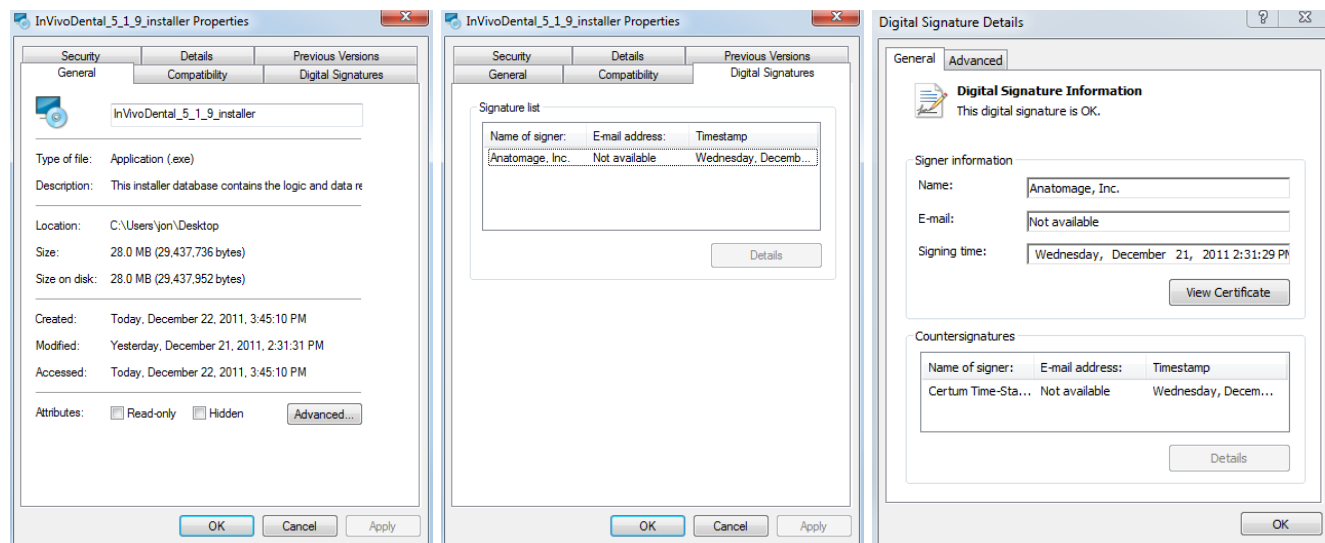 InVivoDental_5_1_9_installer Properties
Security Details Previous Versions
General Compatibility Digital Signatures
InVivoDental_5_1_9_installer
Type of file: Application (.exe)
Description: This installer database contains the logic and data re
Location: C:\Users\jon\Desktop
Size: 28.0 MB (29,437,736 bytes)
Size on disk: 28.0 MB (29,437,952 bytes)
Created: Today, December 22, 2011, 3:45:10 PM
Modified: Yesterday, December 21, 2011, 2:31:31 PM
Accessed: Today, December 22, 2011, 3:45:10 PM
Attributes: Read-only Hidden Advanced...
OK Cancel Apply
InVivoDental_5_1_9_installer Properties
Security Details Previous Versions
General Compatibility Digital Signatures
Signature list
Name of signer: E-mail address: Timestamp
Anatomage, Inc. Not available Wednesday, Decemb...
Details
OK Cancel Apply
Digital Signature Details
General Advanced
Digital Signature Information
This digital signature is OK.
Signer information
Name: Anatomage, Inc.
E-mail: Not available
Signing time: Wednesday, December 21, 2011 2:31:29 PM
View Certificate
Countersignatures
Name of signer: E-mail address: Timestamp
Certum Time-Sta... Not available Wednesday, Decem...
Details
OK